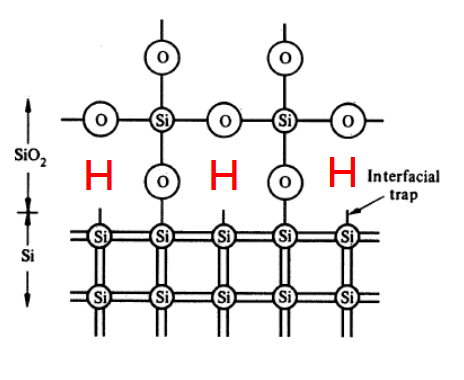 O O
O Si O Si O
SiO2
H O H O H
Interfacial
trap
Si Si Si Si Si
Si
Si Si Si Si Si